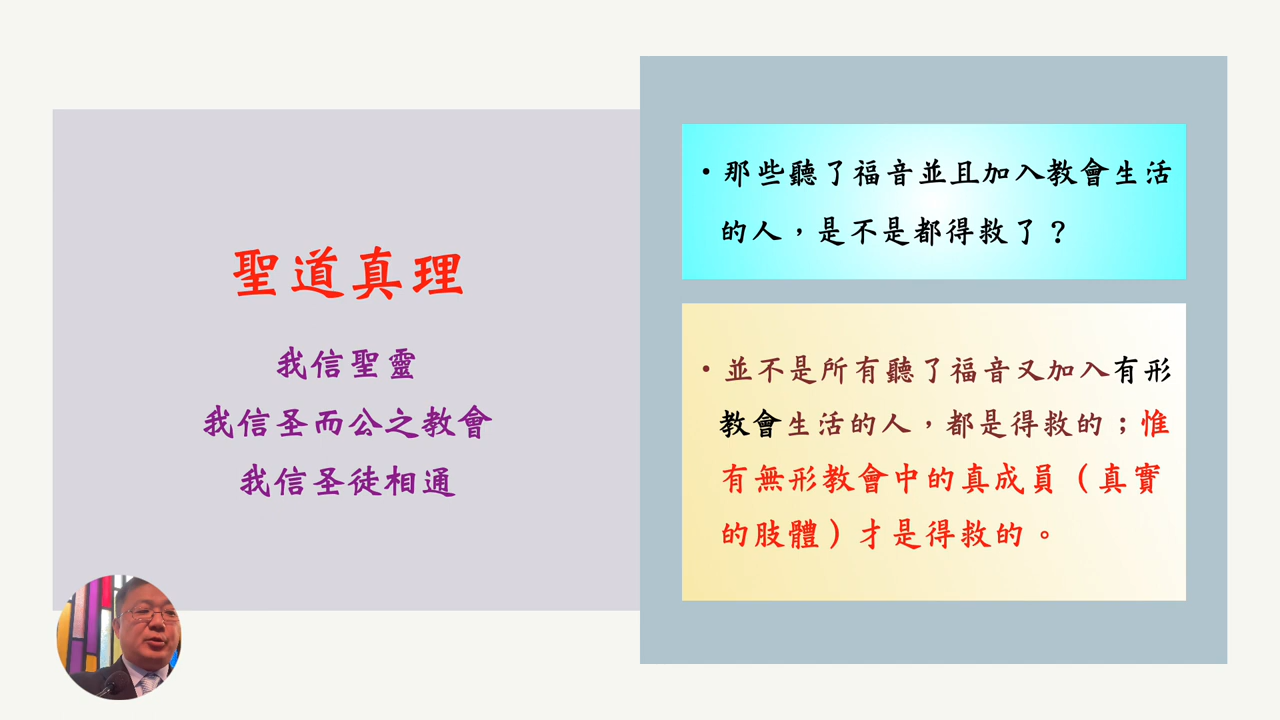 聖道真理
我信聖靈
我信圣而公之教會
我信圣徒相通
•那些聽了福音並且加入教會生活
的人，是不是都得救了？
•並不是所有聽了福音又加入有形
教會生活的人，都是得救的；惟
有無形教會中的真成員（真實
的肢體）才是得救的。